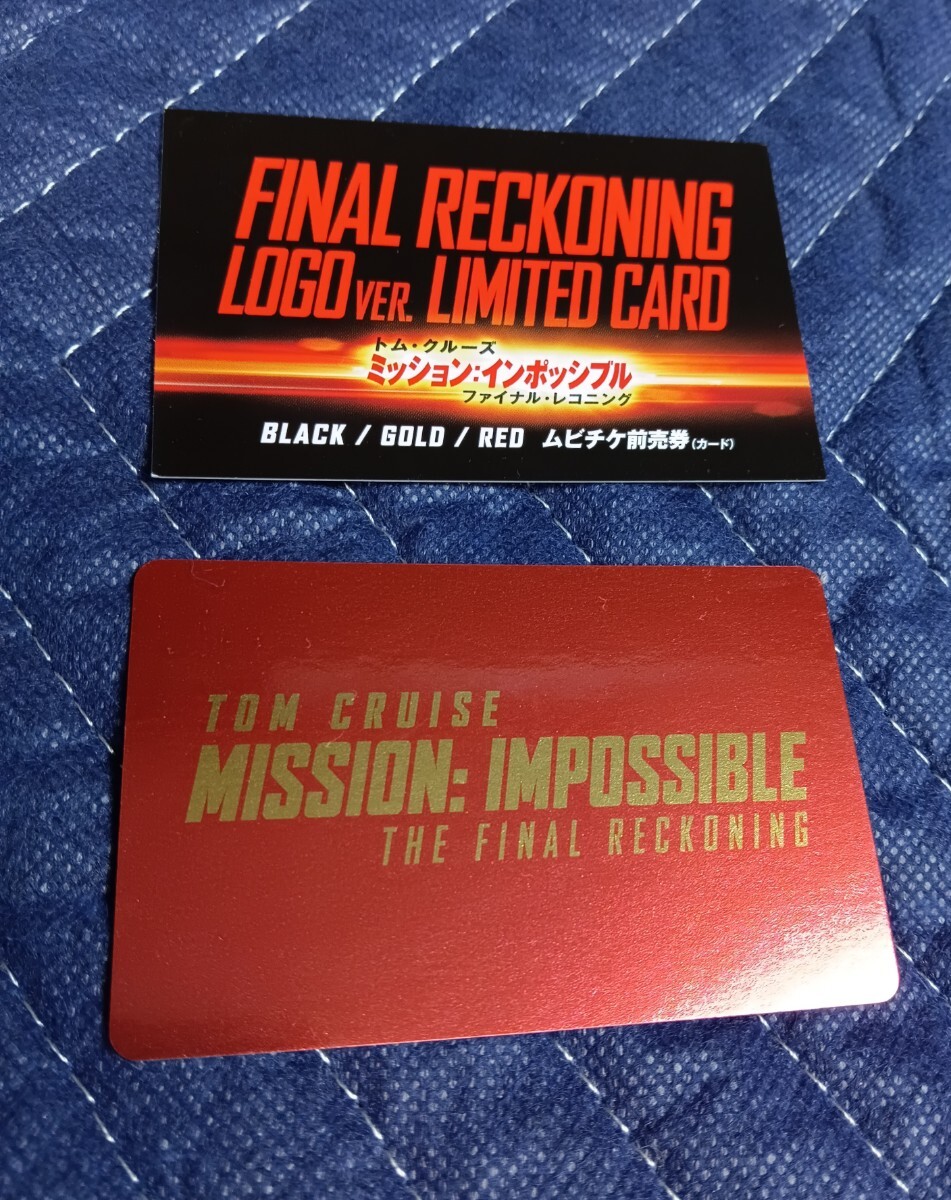 FINAL RECKONING
LOGO VER. LIMITED CARD
トム・クルーズ
ミッション:インポッシブル
ファイナル・レコニング
BLACK / GOLD / RED ムビチケ前売券(カード)
TOM CRUISE
MISSION: IMPOSSIBLE
THE FINAL RECKONING